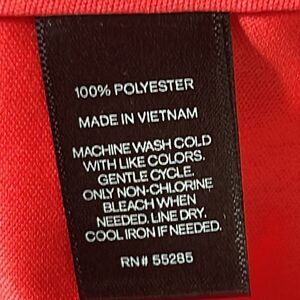 100% POLYESTER
MADE IN VIETNAM
MACHINE WASH COLD
WITH LIKE COLORS.
GENTLE CYCLE.
ONLY NON-CHLORINE
BLEACH WHEN
NEEDED. LINE DRY.
COOL IRON IF NEEDED.
RN# 55285